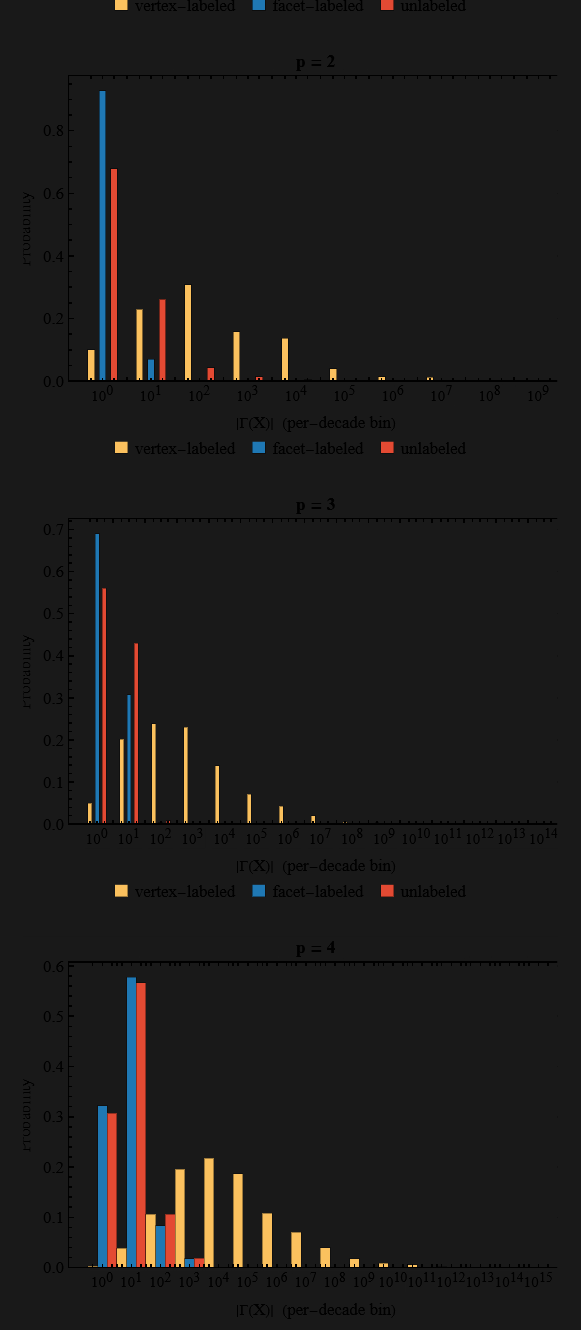 vertex–labeled facet–labeled unlabeled
p = 2
Probability
0.8
0.6
0.4
0.2
0.0
10^0 10^1 10^2 10^3 10^4 10^5 10^6 10^7 10^8 10^9
|Γ(X)| (per–decade bin)
vertex–labeled facet–labeled unlabeled
p = 3
Probability
0.7
0.6
0.5
0.4
0.3
0.2
0.1
0.0
10^0 10^1 10^2 10^3 10^4 10^5 10^6 10^7 10^8 10^9 10^10 10^11 10^12 10^13 10^14
|Γ(X)| (per–decade bin)
vertex–labeled facet–labeled unlabeled
p = 4
Probability
0.6
0.5
0.4
0.3
0.2
0.1
0.0
10^0 10^1 10^2 10^3 10^4 10^5 10^6 10^7 10^8 10^9 10^10 10^11 10^12 10^13 10^14 10^15
|Γ(X)| (per–decade bin)